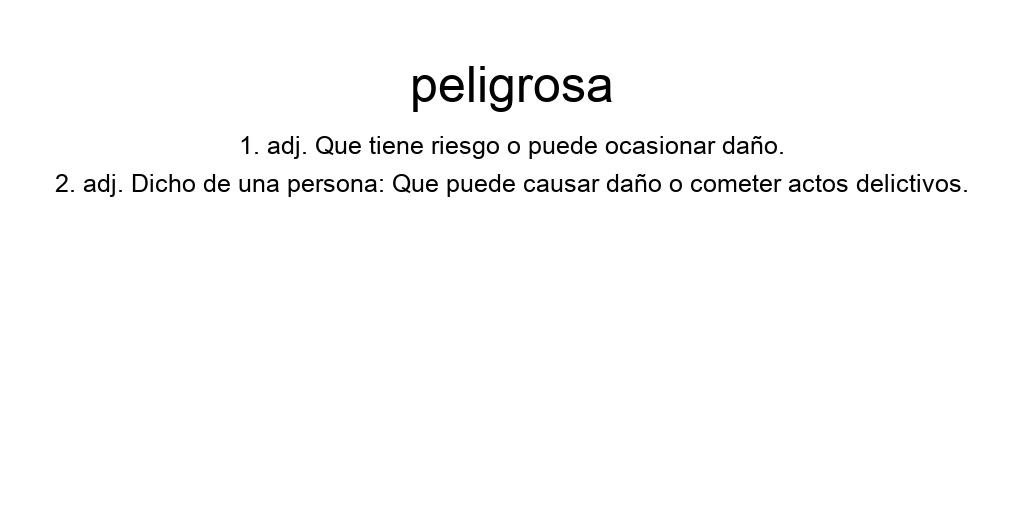 peligrosa
1. adj. Que tiene riesgo o puede ocasionar daño.
2. adj. Dicho de una persona: Que puede causar daño o cometer actos delictivos.